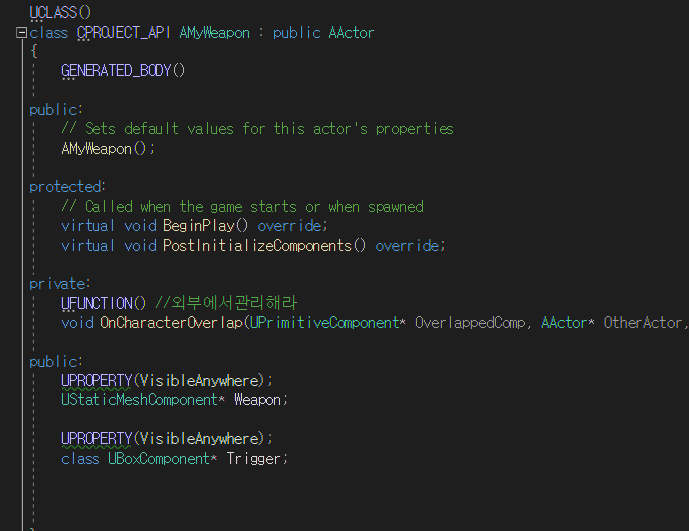 UCLASS()
class CPROJECT_API AMyWeapon : public AActor
{
GENERATED_BODY()
public:
// Sets default values for this actor's properties
AMyWeapon();
protected:
// Called when the game starts or when spawned
virtual void BeginPlay() override;
virtual void PostInitializeComponents() override;
private:
UFUNCTION() //외부에서관리해라
void OnCharacterOverlap(UPrimitiveComponent* OverlappedComp, AActor* OtherActor,
public:
UPROPERTY(VisibleAnywhere);
UStaticMeshComponent* Weapon;
UPROPERTY(VisibleAnywhere);
class UBoxComponent* Trigger;